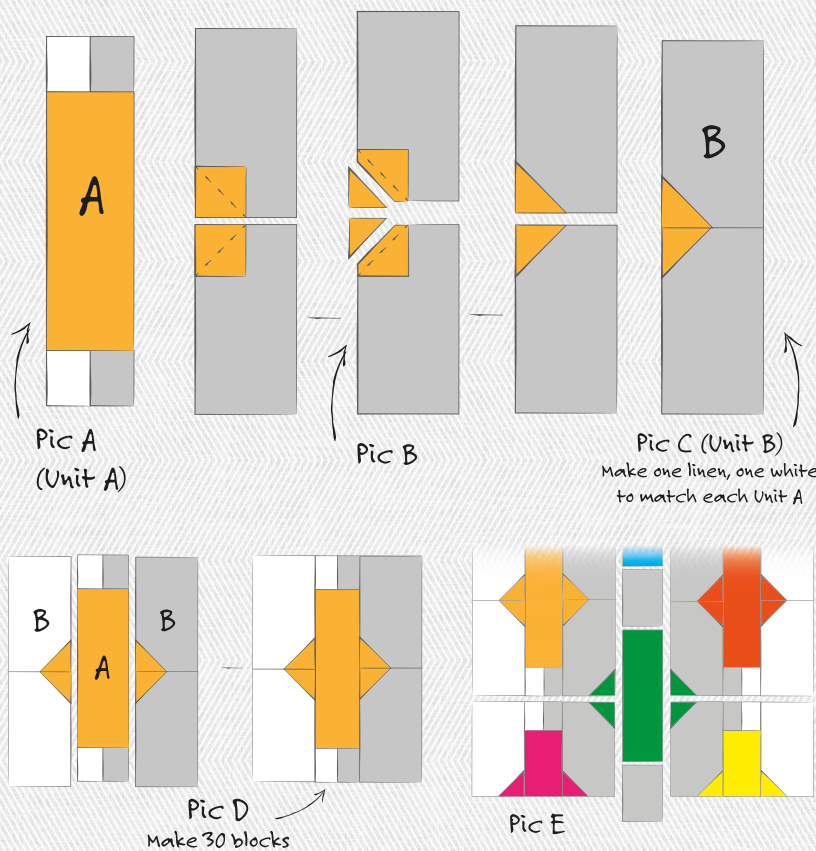 A
B
Pic A
(Unit A)
Pic B
Pic C (Unit B)
Make one linen, one white
to match each Unit A
B
A
B
Pic D
Make 30 blocks
Pic E